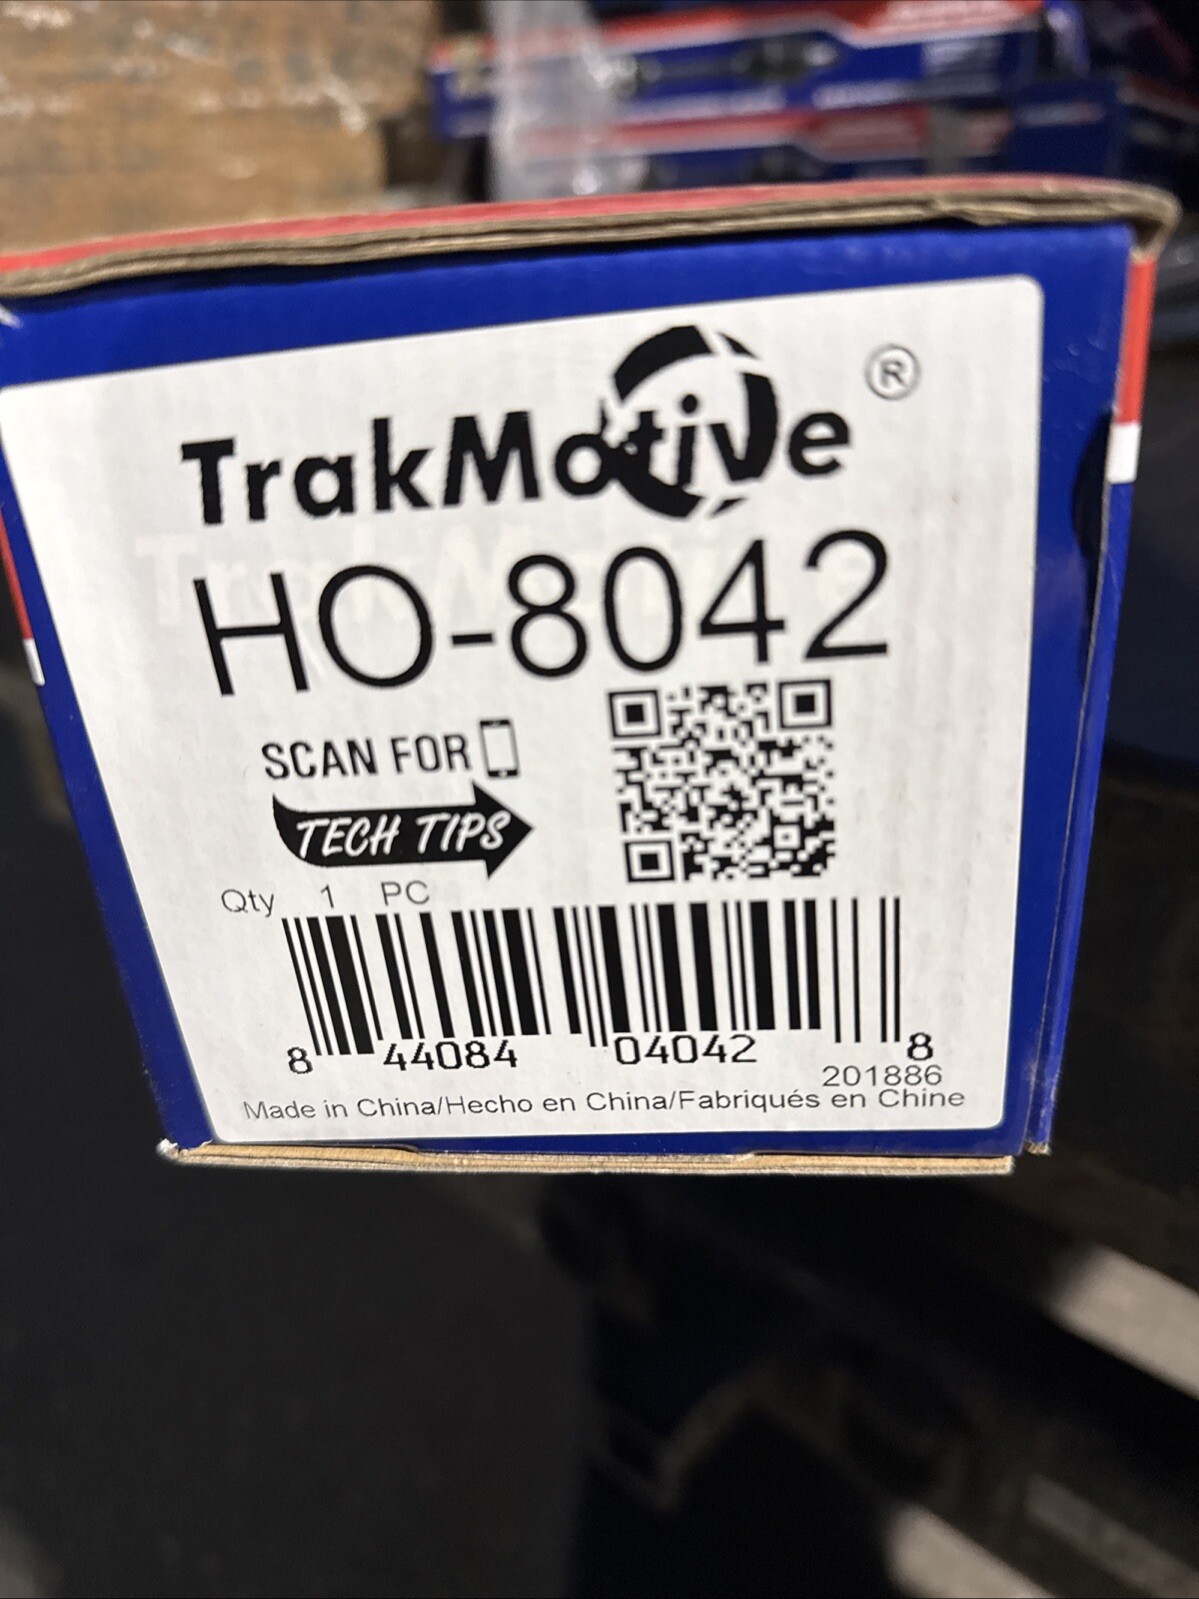 TrakMotive ®
HO-8042
SCAN FOR
TECH TIPS
Qty 1 PC
8 44084 04042 8
201886
Made in China/Hecho en China/Fabriqués en Chine